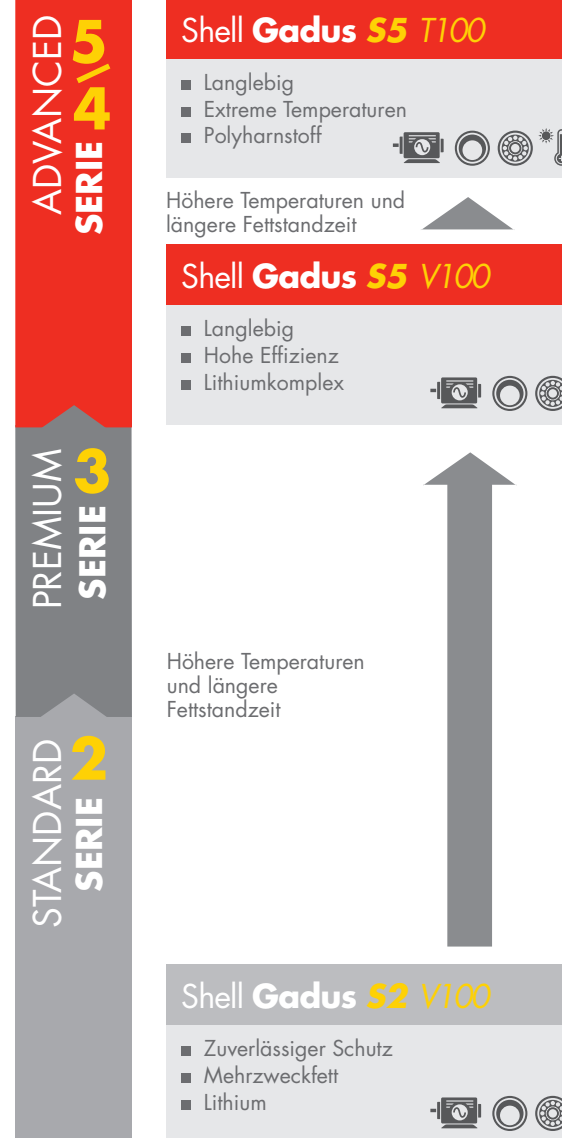 ADVANCED
SERIE 5\4
Shell Gadus S5 T100
Langlebig
Extreme Temperaturen
Polyharnstoff
Höhere Temperaturen und
längere Fettstandzeit
Shell Gadus S5 V100
Langlebig
Hohe Effizienz
Lithiumkomplex
PREMIUM
SERIE 3
Höhere Temperaturen
und längere
Fettstandzeit
STANDARD
SERIE 2
Shell Gadus S2 V100
Zuverlässiger Schutz
Mehrzweckfett
Lithium